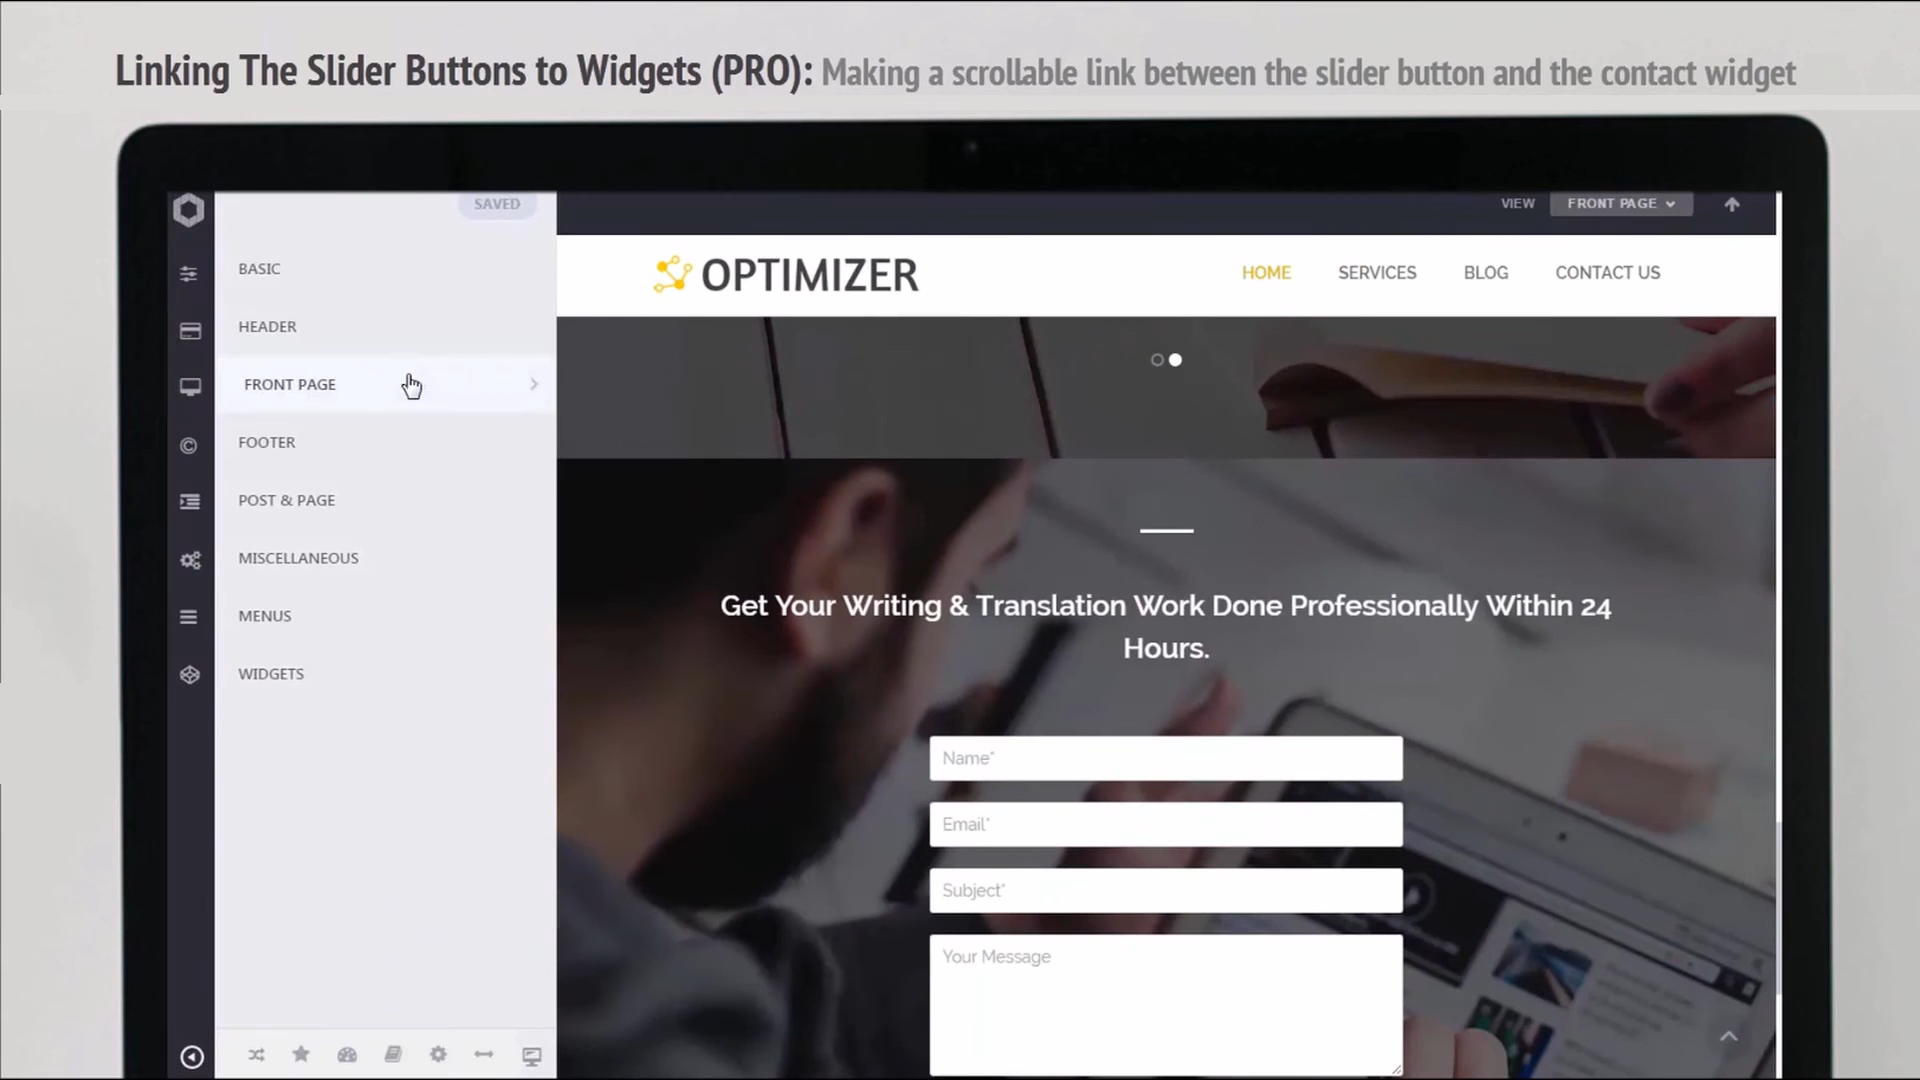 Linking The Slider Buttons to Widgets (PRO): Making a scrollable link between the slider button and the contact widget
SAVED
VIEW
FRONT PAGE
BASIC
HEADER
FRONT PAGE
FOOTER
POST & PAGE
MISCELLANEOUS
MENUS
WIDGETS
OPTIMIZER
HOME
SERVICES
BLOG
CONTACT US
Get Your Writing & Translation Work Done Professionally Within 24
Hours.
Name*
Email*
Subject*
Your Message